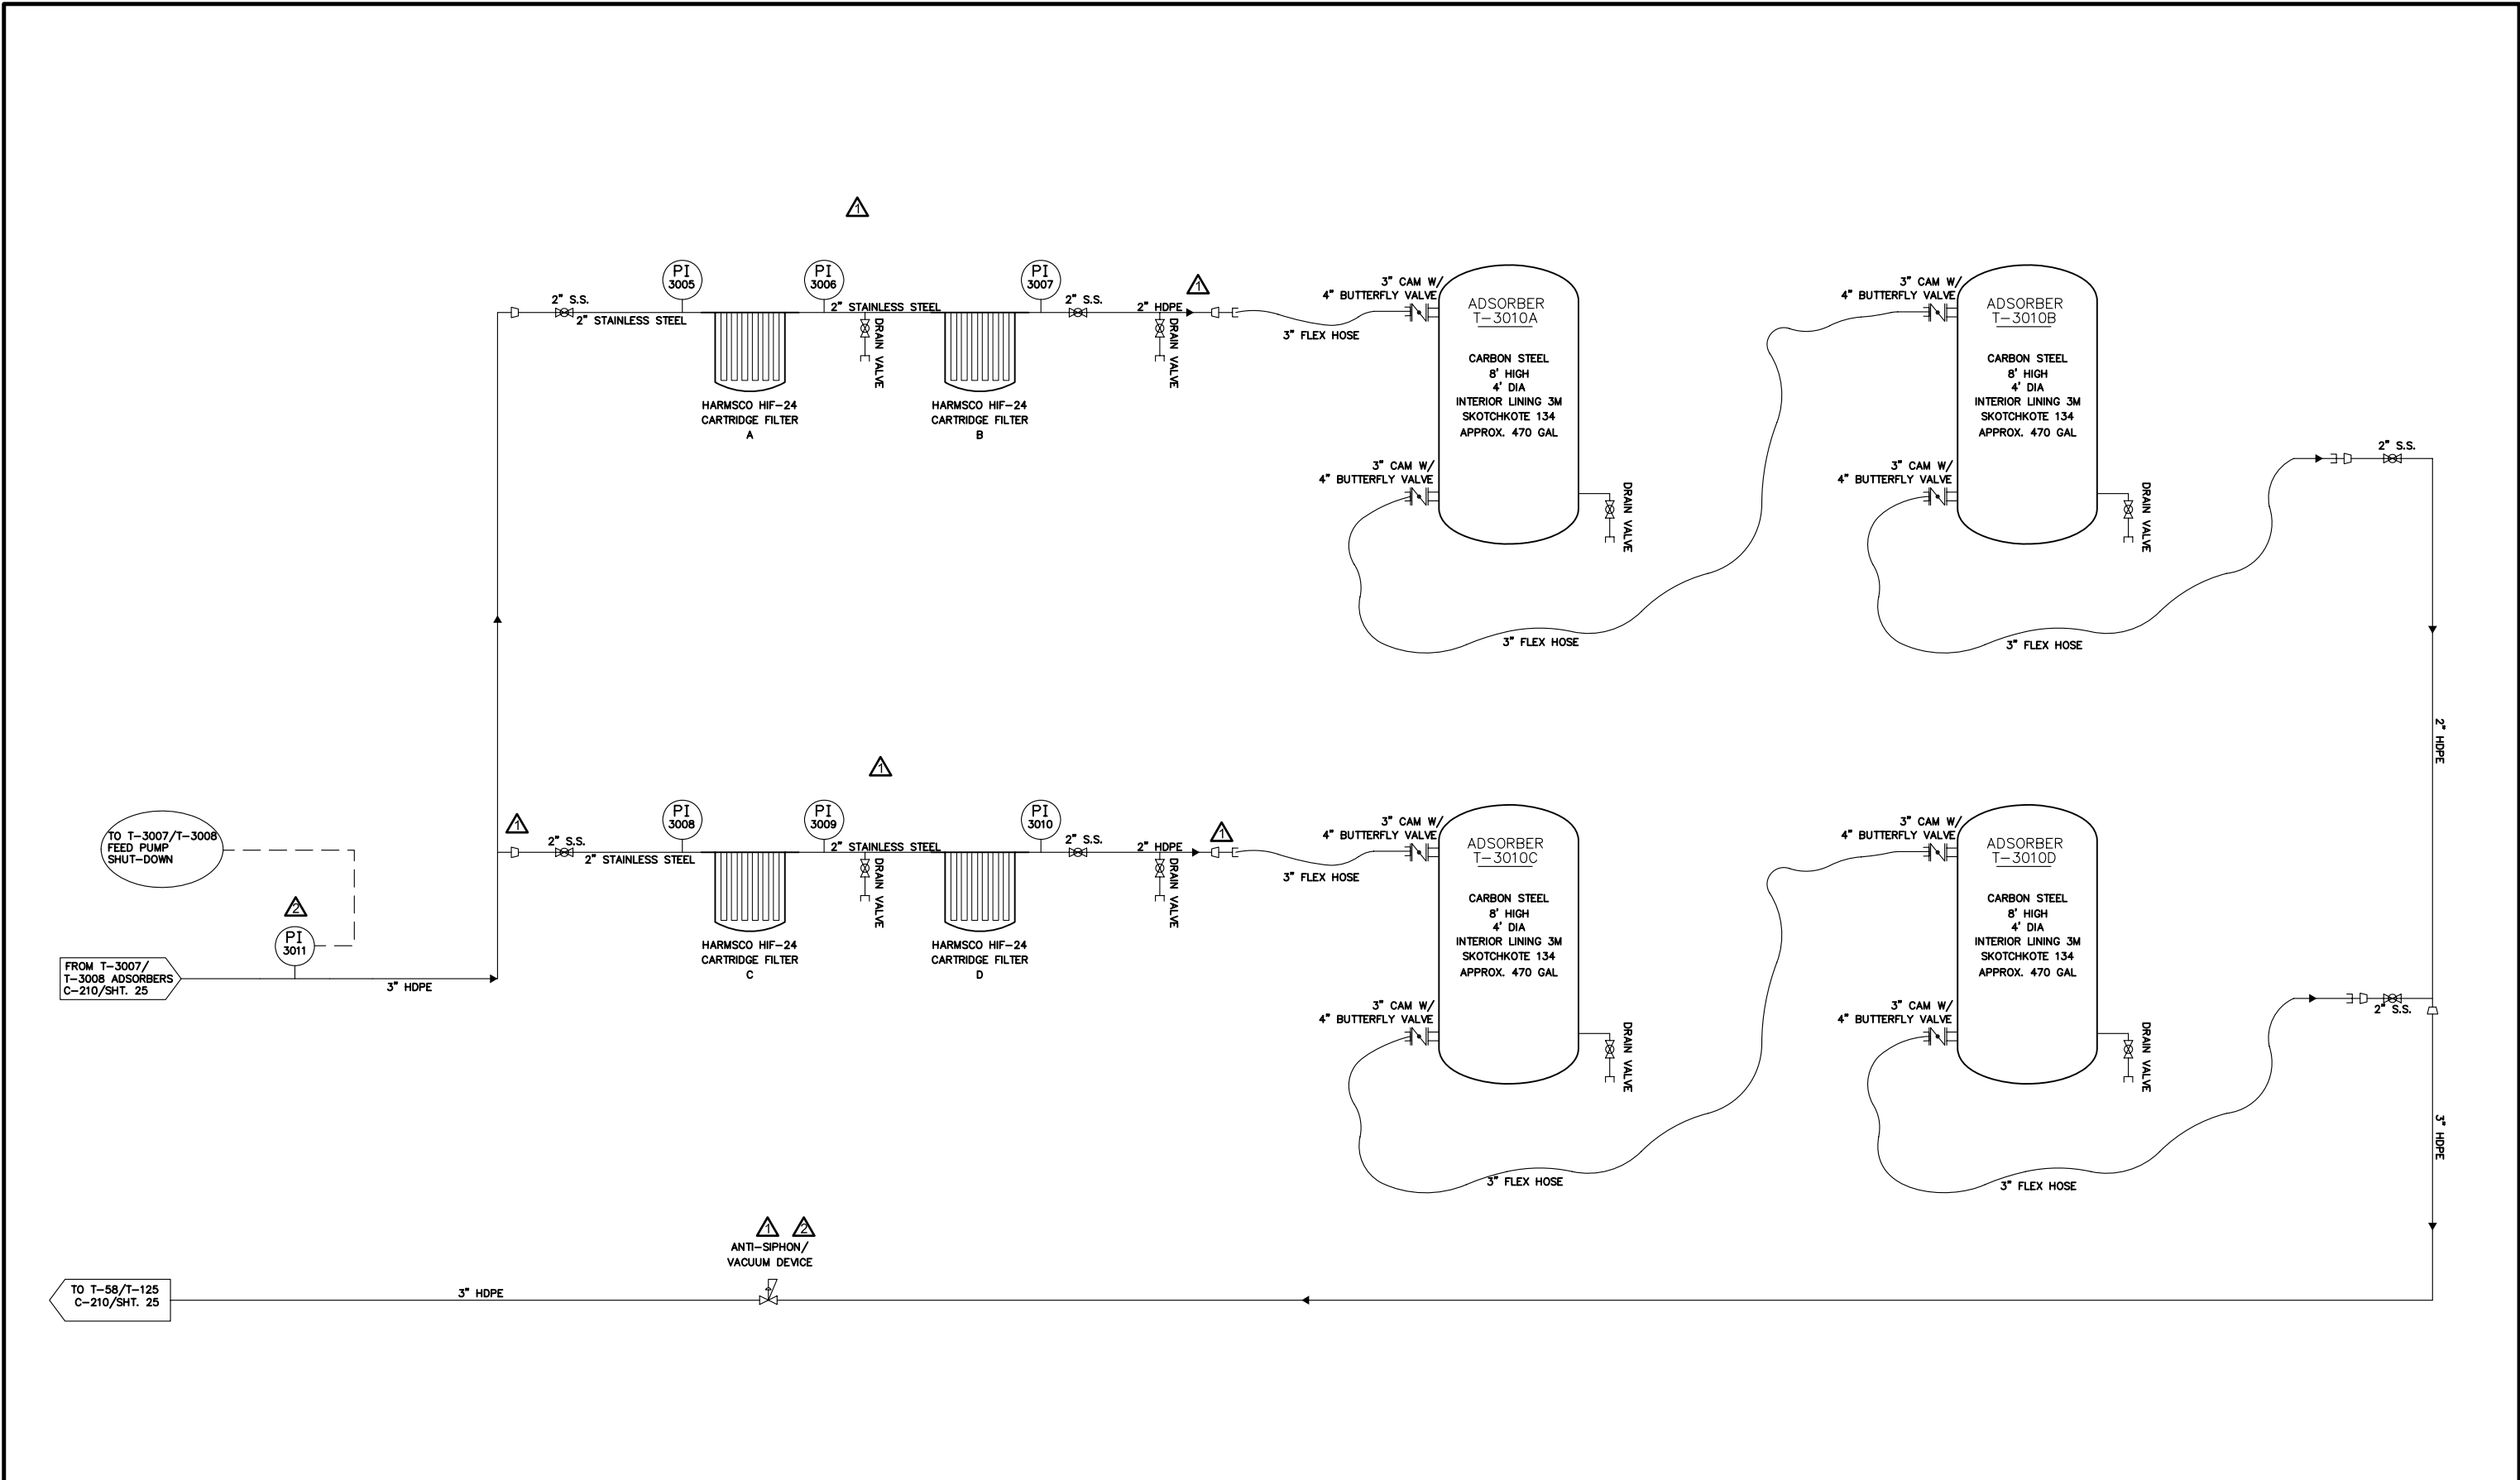 1
PI
3005
PI
3006
PI
3007
2" S.S.
2" STAINLESS STEEL
2" STAINLESS STEEL
2" S.S.
2" HDPE
1
DRAIN VALVE
DRAIN VALVE
HARMSCO HIF-24
CARTRIDGE FILTER
A
HARMSCO HIF-24
CARTRIDGE FILTER
B
3" FLEX HOSE
3" CAM W/
4" BUTTERFLY VALVE
ADSORBER
T-3010A
CARBON STEEL
8' HIGH
4' DIA
INTERIOR LINING 3M
SKOTCHKOTE 134
APPROX. 470 GAL
3" CAM W/
4" BUTTERFLY VALVE
DRAIN VALVE
3" FLEX HOSE
3" CAM W/
4" BUTTERFLY VALVE
ADSORBER
T-3010B
CARBON STEEL
8' HIGH
4' DIA
INTERIOR LINING 3M
SKOTCHKOTE 134
APPROX. 470 GAL
3" CAM W/
4" BUTTERFLY VALVE
DRAIN VALVE
3" FLEX HOSE
2" S.S.
2" HDPE
TO T-3007/T-3008
FEED PUMP
SHUT-DOWN
2
PI
3011
FROM T-3007/
T-3008 ADSORBERS
C-210/SHT. 25
3" HDPE
1
1
PI
3008
PI
3009
PI
3010
2" S.S.
2" STAINLESS STEEL
2" STAINLESS STEEL
2" S.S.
2" HDPE
1
DRAIN VALVE
DRAIN VALVE
HARMSCO HIF-24
CARTRIDGE FILTER
C
HARMSCO HIF-24
CARTRIDGE FILTER
D
3" FLEX HOSE
3" CAM W/
4" BUTTERFLY VALVE
ADSORBER
T-3010C
CARBON STEEL
8' HIGH
4' DIA
INTERIOR LINING 3M
SKOTCHKOTE 134
APPROX. 470 GAL
3" CAM W/
4" BUTTERFLY VALVE
DRAIN VALVE
3" FLEX HOSE
3" CAM W/
4" BUTTERFLY VALVE
ADSORBER
T-3010D
CARBON STEEL
8' HIGH
4' DIA
INTERIOR LINING 3M
SKOTCHKOTE 134
APPROX. 470 GAL
3" CAM W/
4" BUTTERFLY VALVE
DRAIN VALVE
3" FLEX HOSE
2" S.S.
3" HDPE
1 2
ANTI-SIPHON/
VACUUM DEVICE
TO T-58/T-125
C-210/SHT. 25
3" HDPE